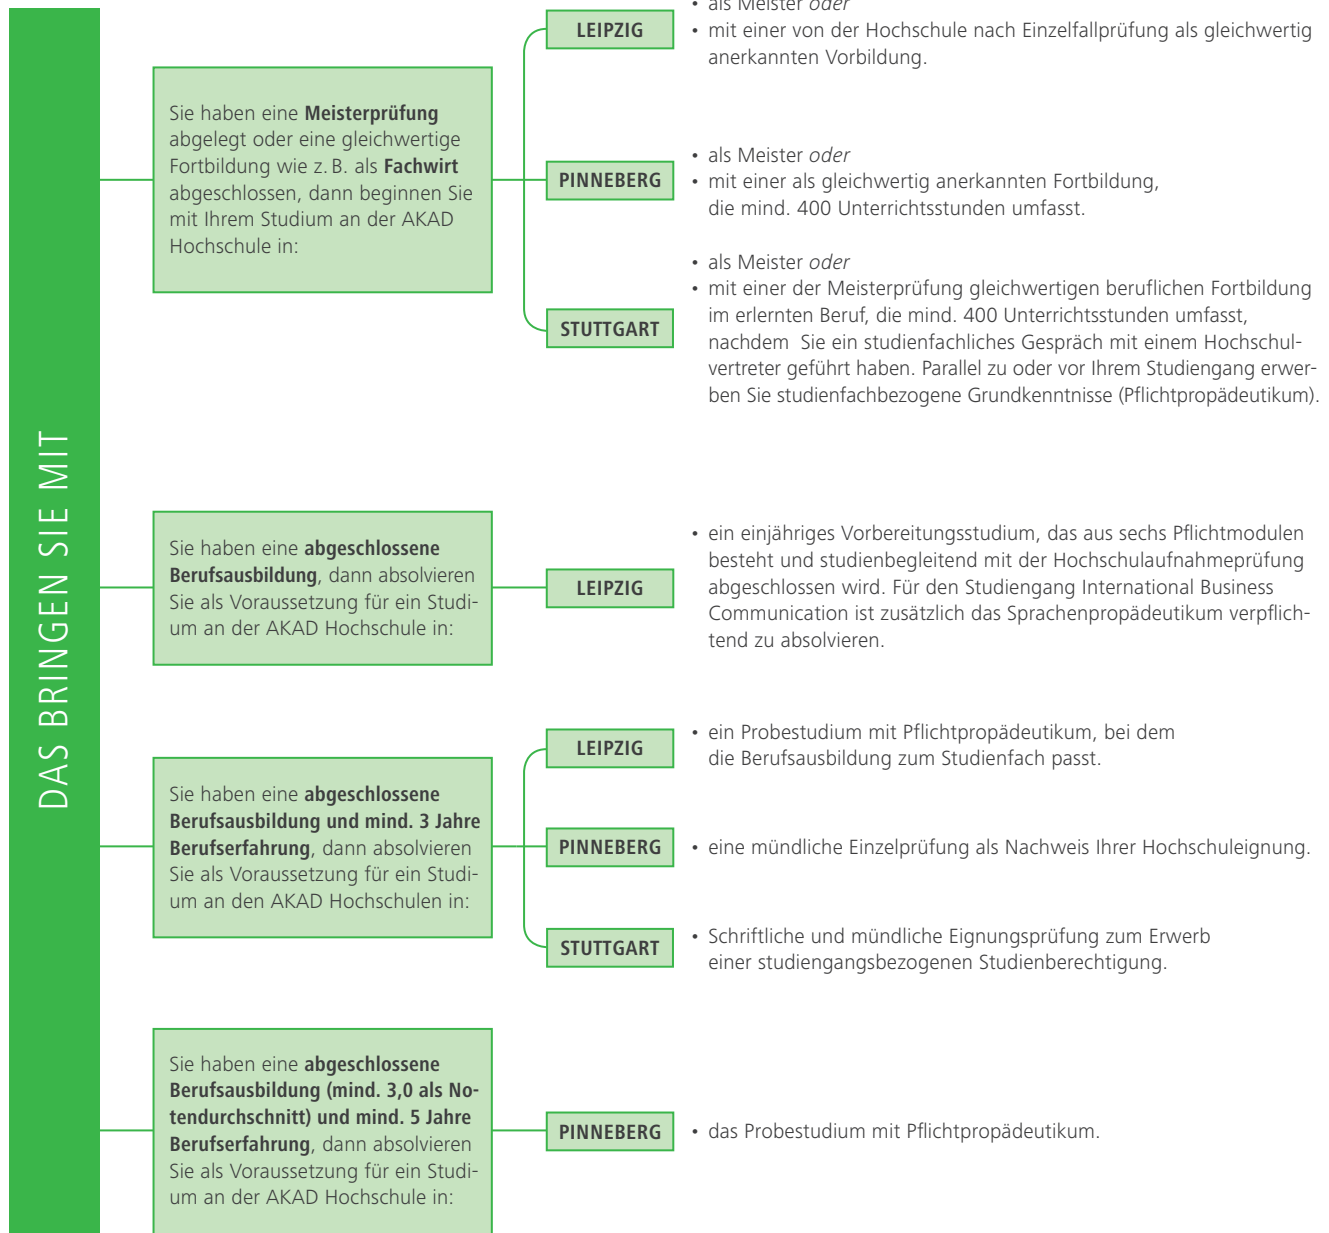 DAS BRINGEN SIE MIT
Sie haben eine Meisterprüfung
abgelegt oder eine gleichwertige
Fortbildung wie z. B. als Fachwirt
abgeschlossen, dann beginnen Sie
mit Ihrem Studium an der AKAD
Hochschule in:
LEIPZIG
• als Meister oder
• mit einer von der Hochschule nach Einzelfallprüfung als gleichwertig
anerkannten Vorbildung.
PINNEBERG
• als Meister oder
• mit einer als gleichwertig anerkannten Fortbildung,
die mind. 400 Unterrichtsstunden umfasst.
STUTTGART
• als Meister oder
• mit einer der Meisterprüfung gleichwertigen beruflichen Fortbildung
im erlernten Beruf, die mind. 400 Unterrichtsstunden umfasst,
nachdem Sie ein studienfachliches Gespräch mit einem Hochschul-
vertreter geführt haben. Parallel zu oder vor Ihrem Studiengang erwer-
ben Sie studienfachbezogene Grundkenntnisse (Pflichtpropädeutikum).
Sie haben eine abgeschlossene
Berufsausbildung, dann absolvieren
Sie als Voraussetzung für ein Studi-
um an der AKAD Hochschule in:
LEIPZIG
• ein einjähriges Vorbereitungsstudium, das aus sechs Pflichtmodulen
besteht und studienbegleitend mit der Hochschulaufnahmeprüfung
abgeschlossen wird. Für den Studiengang International Business
Communication ist zusätzlich das Sprachenpropädeutikum verpflich-
tend zu absolvieren.
Sie haben eine abgeschlossene
Berufsausbildung und mind. 3 Jahre
Berufserfahrung, dann absolvieren
Sie als Voraussetzung für ein Studi-
um an den AKAD Hochschulen in:
LEIPZIG
• ein Probestudium mit Pflichtpropädeutikum, bei dem
die Berufsausbildung zum Studienfach passt.
PINNEBERG
• eine mündliche Einzelprüfung als Nachweis Ihrer Hochschuleignung.
STUTTGART
• Schriftliche und mündliche Eignungsprüfung zum Erwerb
einer studiengangsbezogenen Studienberechtigung.
Sie haben eine abgeschlossene
Berufsausbildung (mind. 3,0 als No-
tendurchschnitt) und mind. 5 Jahre
Berufserfahrung, dann absolvieren
Sie als Voraussetzung für ein Studi-
um an der AKAD Hochschule in:
PINNEBERG
• das Probestudium mit Pflichtpropädeutikum.